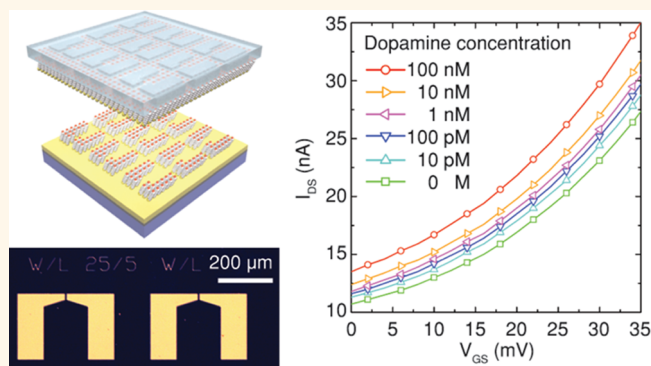 W/L 25/5 W/L
200 µm
Dopamine concentration
100 nM
10 nM
1 nM
100 pM
10 pM
0 M
I_DS (nA)
35
30
25
20
15
10
0 5 10 15 20 25 30 35
V_GS (mV)